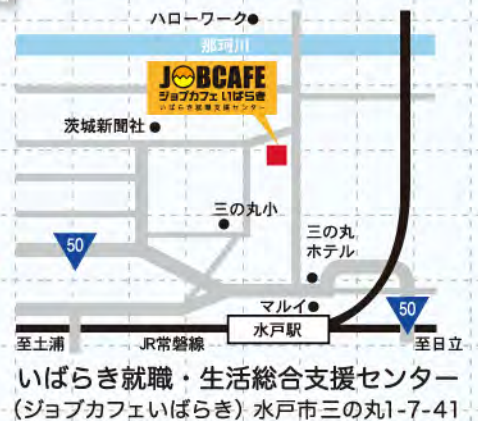 ハローワーク
那珂川
JOBCAFE
ジョブカフェいばらき
いばらき就職支援センター
茨城新聞社
三の丸小
三の丸
ホテル
50
マルイ
50
水戸駅
至土浦
JR常磐線
至日立
いばらき就職・生活総合支援センター
(ジョブカフェいばらき) 水戸市三の丸1-7-41